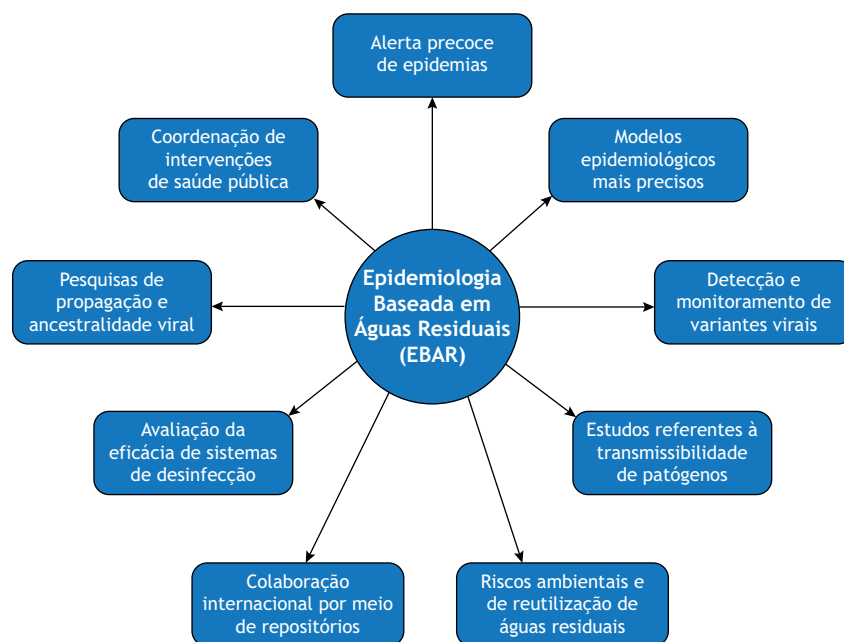 Alerta precoce
de epidemias
Coordenação de
intervenções
de saúde pública
Modelos
epidemiológicos
mais precisos
Pesquisas de
propagação e
ancestralidade viral
Epidemiologia
Baseada em
Águas Residuais
(EBAR)
Detecção e
monitoramento de
variantes virais
Avaliação da
eficácia de sistemas
de desinfecção
Estudos referentes à
transmissibilidade
de patógenos
Colaboração
internacional por meio
de repositórios
Riscos ambientais e
de reutilização de
águas residuais